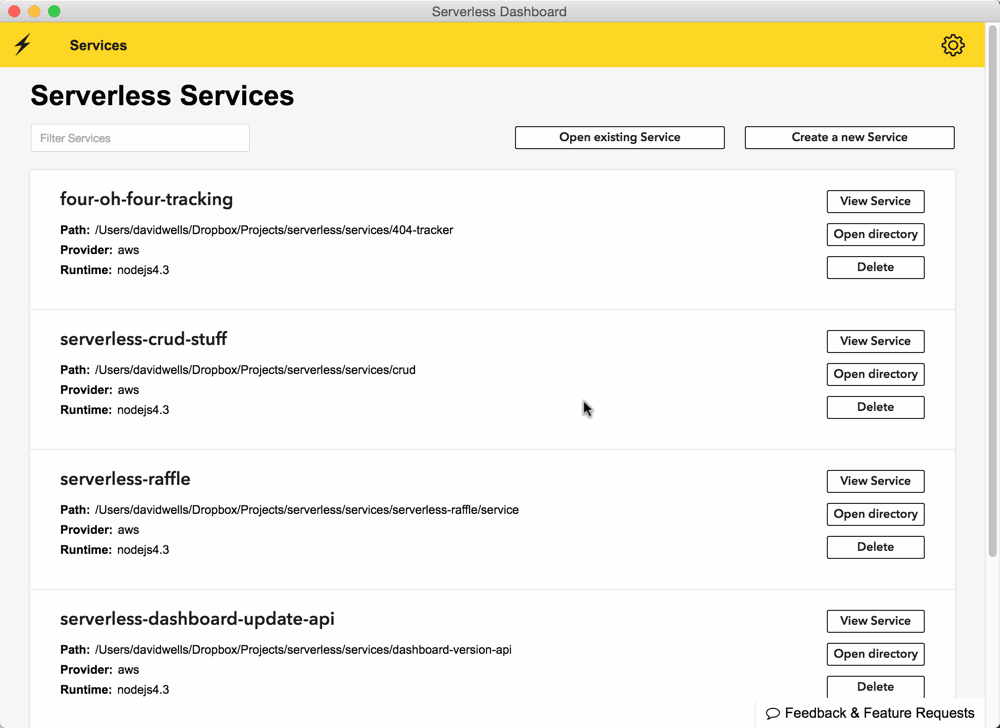 Serverless Dashboard
Services
Serverless Services
Filter Services
Open existing Service
Create a new Service
four-oh-four-tracking
Path: /Users/davidwells/Dropbox/Projects/serverless/services/404-tracker
Provider: aws
Runtime: nodejs4.3
View Service
Open directory
Delete
serverless-crud-stuff
Path: /Users/davidwells/Dropbox/Projects/serverless/services/crud
Provider: aws
Runtime: nodejs4.3
View Service
Open directory
Delete
serverless-raffle
Path: /Users/davidwells/Dropbox/Projects/serverless/services/serverless-raffle/service
Provider: aws
Runtime: nodejs4.3
View Service
Open directory
Delete
serverless-dashboard-update-api
Path: /Users/davidwells/Dropbox/Projects/serverless/services/dashboard-version-api
Provider: aws
Runtime: nodejs4.3
View Service
Open directory
Delete
Feedback & Feature Requests